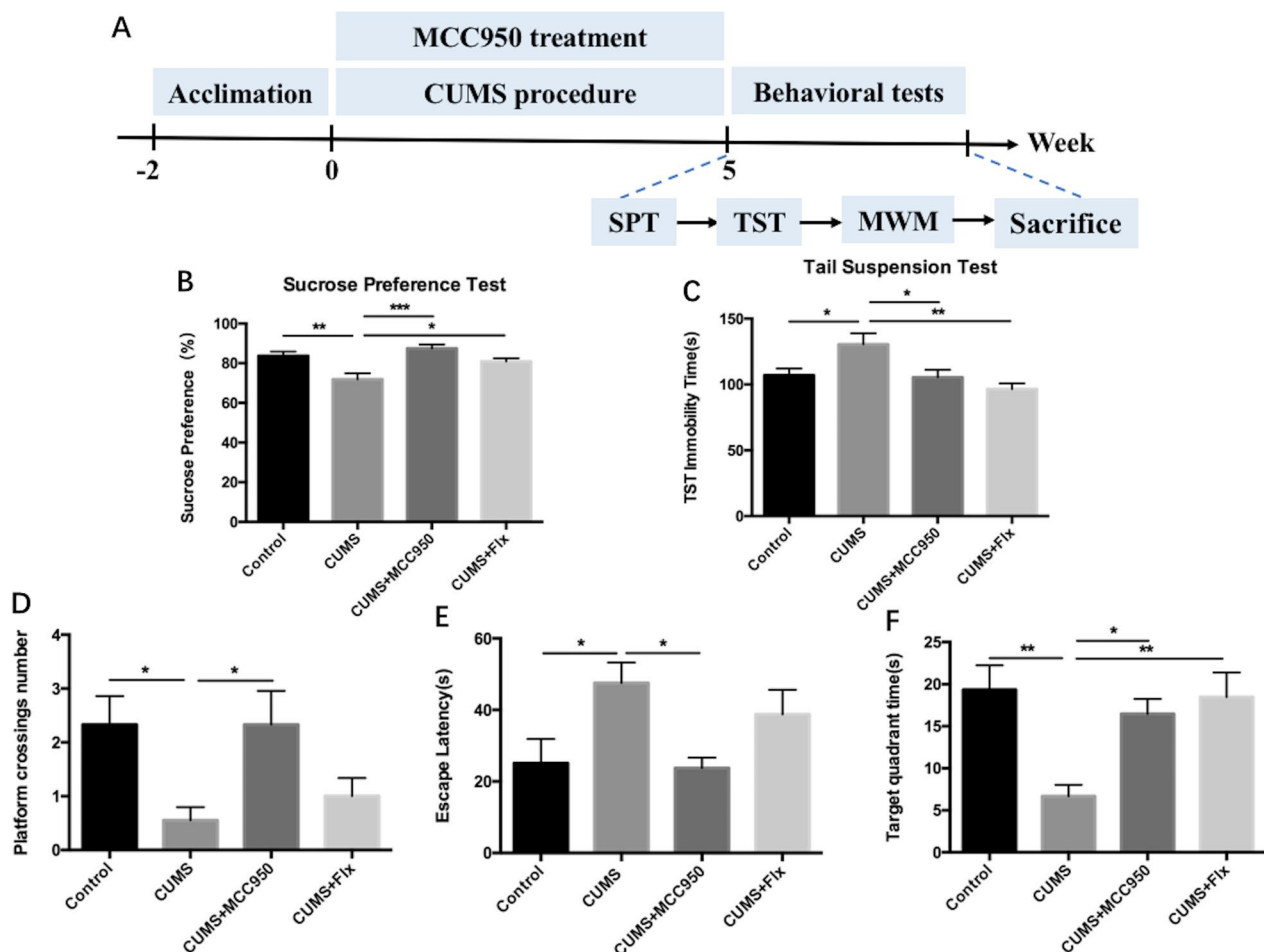 A
MCC950 treatment
Acclimation
CUMS procedure
Behavioral tests
Week
-2
0
5
SPT
TST
MWM
Sacrifice
B
Sucrose Preference Test
Sucrose Preference (%)
100
80
60
40
20
0
**
***
*
Control
CUMS
CUMS+MCC950
CUMS+Flx
C
Tail Suspension Test
TST Immobility Time(s)
150
100
50
0
*
*
**
Control
CUMS
CUMS+MCC950
CUMS+Flx
D
Platform crossings number
4
3
2
1
0
*
*
Control
CUMS
CUMS+MCC950
CUMS+Flx
E
Escape Latency(s)
60
40
20
0
*
*
Control
CUMS
CUMS+MCC950
CUMS+Flx
F
Target quadrant time(s)
25
20
15
10
5
0
**
*
**
Control
CUMS
CUMS+MCC950
CUMS+Flx